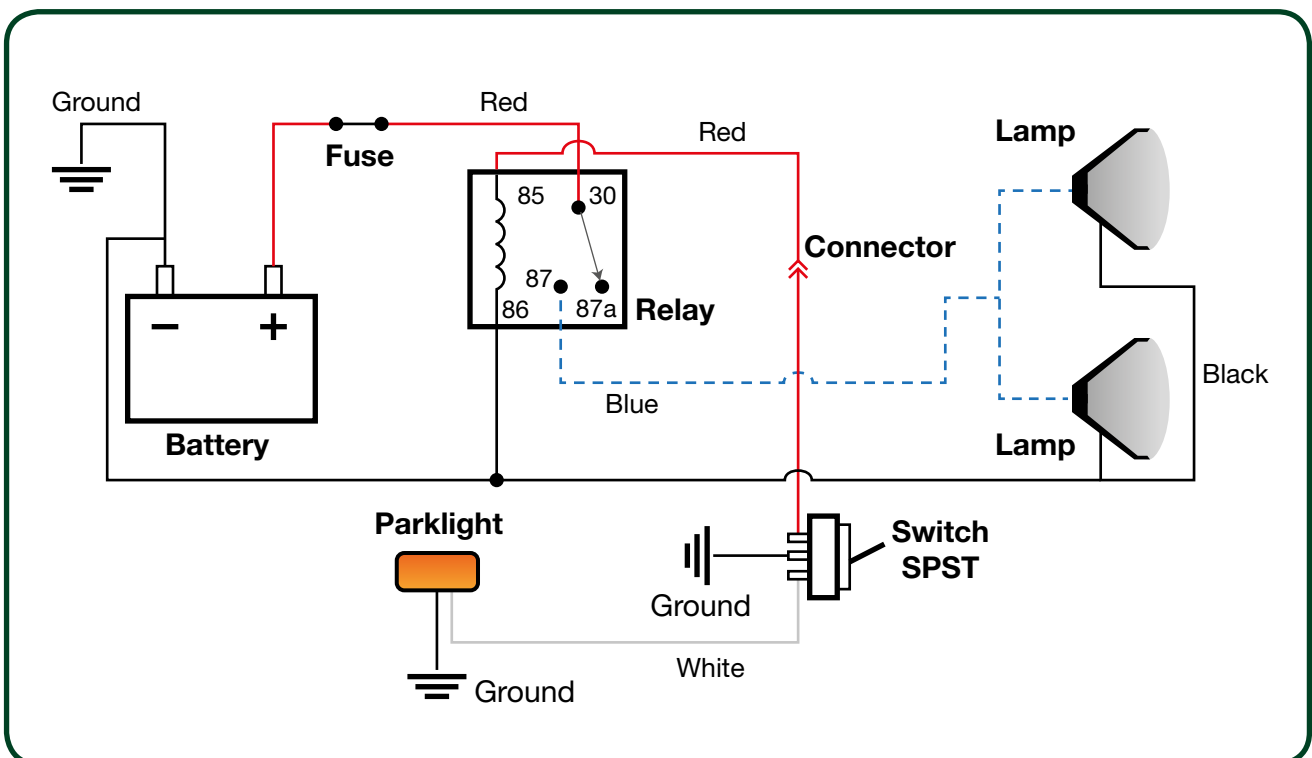 Ground
Red
Fuse
Red
Lamp
85
30
Connector
87
86
87a
Relay
−
+
Battery
Blue
Black
Lamp
Parklight
Switch
SPST
Ground
White
Ground